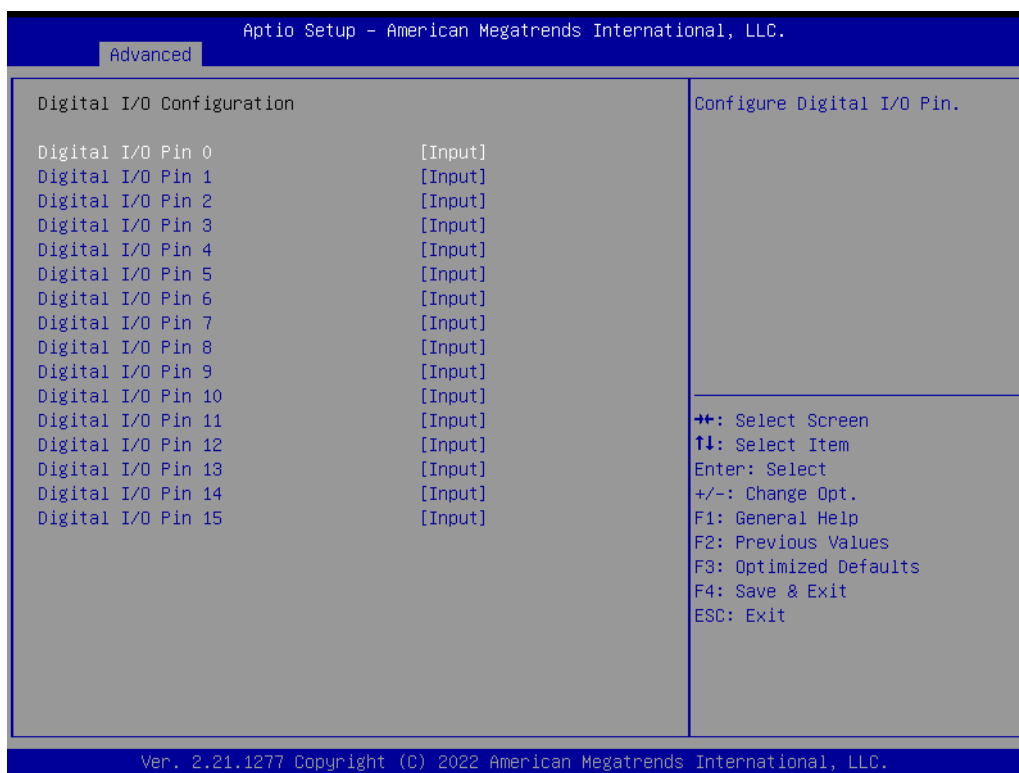 Aptio Setup – American Megatrends International, LLC.
Advanced
Digital I/O Configuration
Digital I/O Pin 0 [Input]
Digital I/O Pin 1 [Input]
Digital I/O Pin 2 [Input]
Digital I/O Pin 3 [Input]
Digital I/O Pin 4 [Input]
Digital I/O Pin 5 [Input]
Digital I/O Pin 6 [Input]
Digital I/O Pin 7 [Input]
Digital I/O Pin 8 [Input]
Digital I/O Pin 9 [Input]
Digital I/O Pin 10 [Input]
Digital I/O Pin 11 [Input]
Digital I/O Pin 12 [Input]
Digital I/O Pin 13 [Input]
Digital I/O Pin 14 [Input]
Digital I/O Pin 15 [Input]
Configure Digital I/O Pin.
→←: Select Screen
↑↓: Select Item
Enter: Select
+/-: Change Opt.
F1: General Help
F2: Previous Values
F3: Optimized Defaults
F4: Save & Exit
ESC: Exit
Ver. 2.21.1277 Copyright (C) 2022 American Megatrends International, LLC.